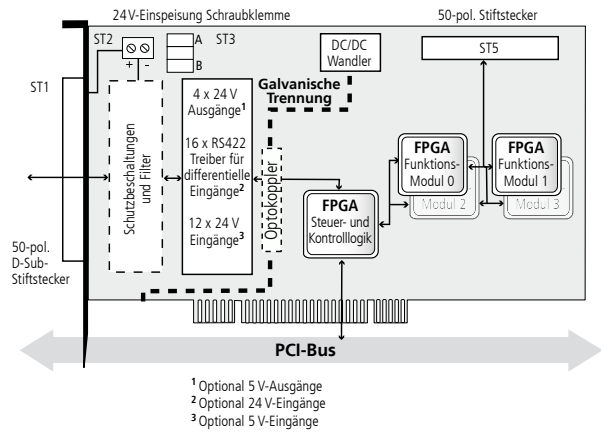 24 V-Einspeisung Schraubklemme
50-pol. Stiftstecker
ST2
+ -
A
B
ST3
DC/DC
Wandler
ST5
ST1
Galvanische
Trennung
Schutzbeschaltungen
und Filter
4 x 24 V
Ausgänge¹
16 x RS422
Treiber für
differentielle
Eingänge²
12 x 24 V
Eingänge³
Optokoppler
FPGA
Steuer- und
Kontrolllogik
FPGA
Funktions-
Modul 0
FPGA
Funktions-
Modul 1
Modul 2
Modul 3
50-pol.
D-Sub-
Stiftstecker
PCI-Bus
¹ Optional 5 V-Ausgänge
² Optional 24 V-Eingänge
³ Optional 5 V-Eingänge